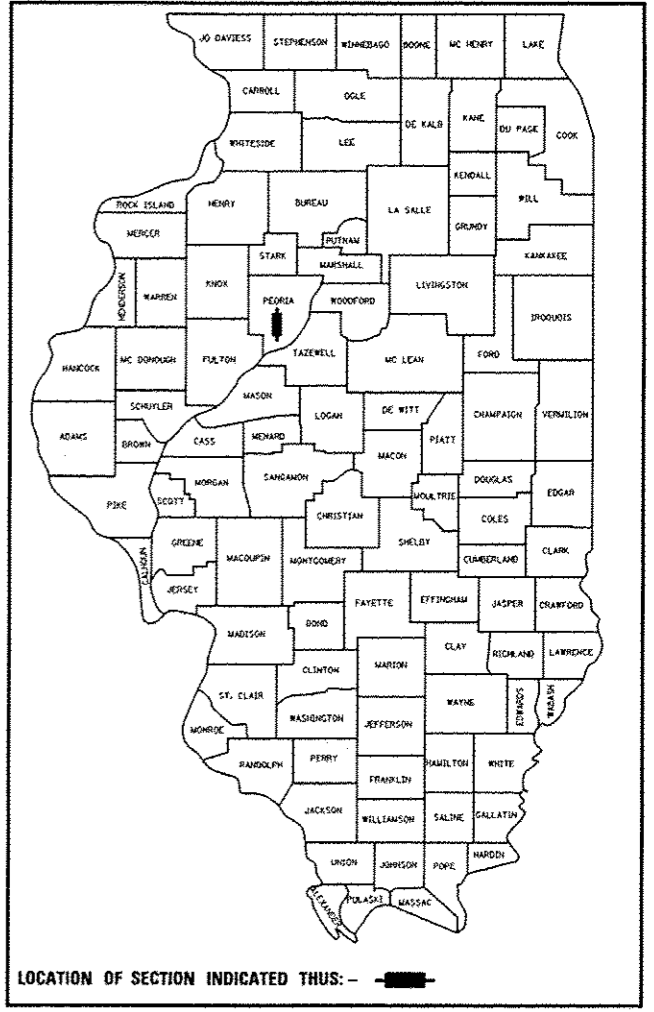 JO DAVIESS STEPHENSON WINNEBAGO BOONE MC HENRY LAKE
CARROLL OGLE DE KALB KANE DU PAGE COOK
WHITESIDE LEE
KENDALL
ROCK ISLAND HENRY BUREAU LA SALLE GRUNDY WILL
MERCER PUTNAM
STARK MARSHALL KANKAKEE
HENDERSON WARREN KNOX PEORIA WOODFORD LIVINGSTON IROQUOIS
HANCOCK MC DONOUGH FULTON TAZEWELL MC LEAN FORD
SCHUYLER MASON LOGAN DE WITT CHAMPAIGN VERMILION
ADAMS BROWN CASS MENARD MACON PIATT
PIKE SCOTT MORGAN SANGAMON CHRISTIAN MOULTRIE DOUGLAS EDGAR
COLES
CALHOUN GREENE MACOUPIN MONTGOMERY SHELBY CUMBERLAND CLARK
JERSEY FAYETTE EFFINGHAM JASPER CRAWFORD
MADISON BOND CLAY RICHLAND LAWRENCE
CLINTON MARION
ST. CLAIR WASHINGTON JEFFERSON WAYNE EDWARDS WABASH
MONROE
RANDOLPH PERRY FRANKLIN HAMILTON WHITE
JACKSON WILLIAMSON SALINE GALLATIN
UNION JOHNSON POPE HARDIN
ALEXANDER PULASKI MASSAC
LOCATION OF SECTION INDICATED THUS: -